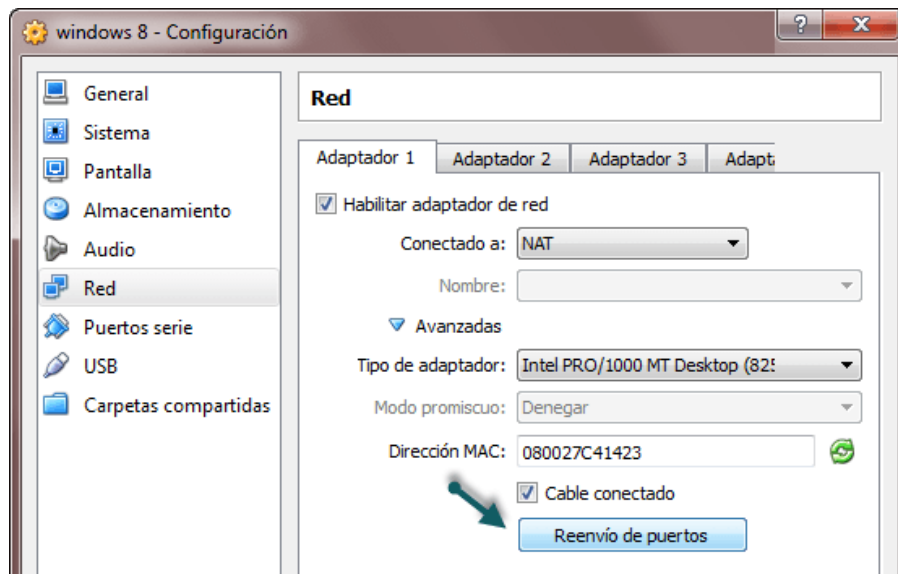 windows 8 - Configuración
?
X
General
Sistema
Pantalla
Almacenamiento
Audio
Red
Puertos serie
USB
Carpetas compartidas
Red
Adaptador 1 Adaptador 2 Adaptador 3 Adapta
Habilitar adaptador de red
Conectado a: NAT
Nombre:
Avanzadas
Tipo de adaptador: Intel PRO/1000 MT Desktop (825
Modo promiscuo: Denegar
Dirección MAC: 080027C41423
Cable conectado
Reenvío de puertos